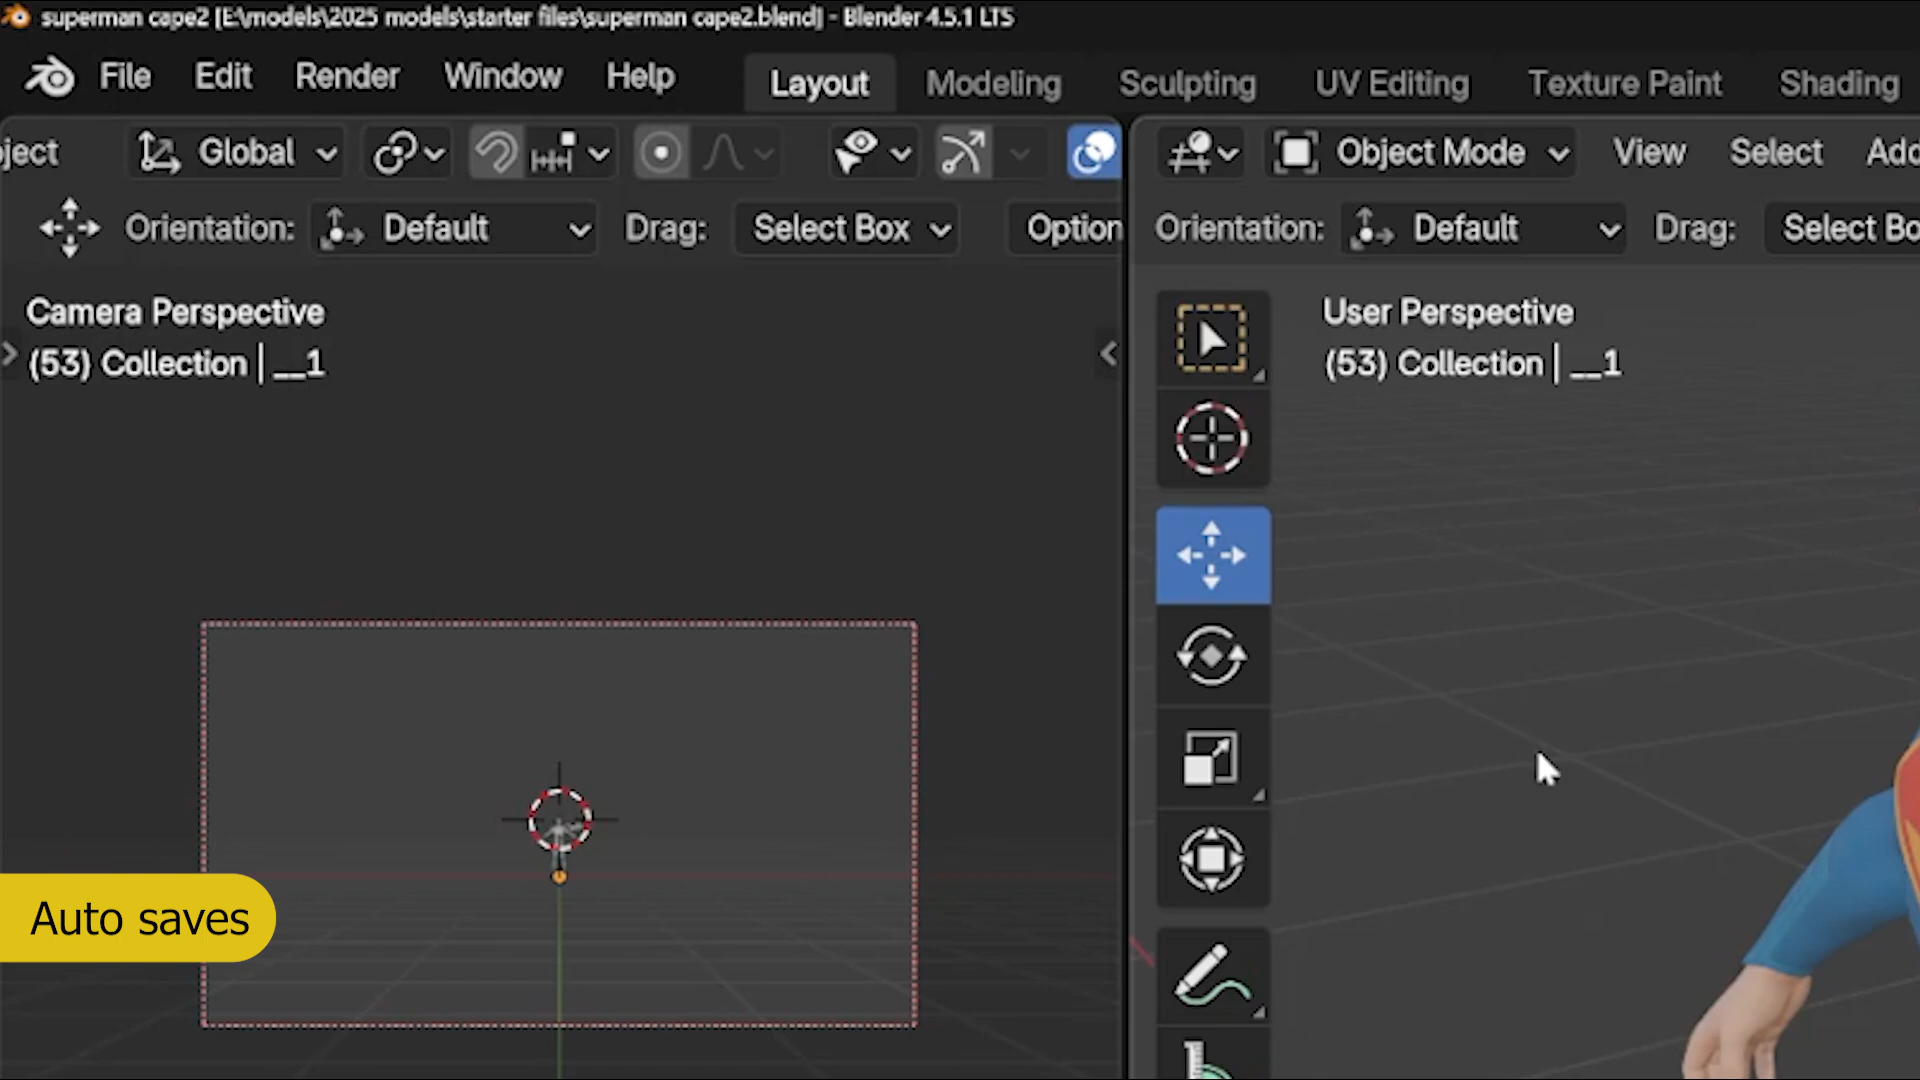 superman cape2 [E:\models\2025 models\starter files\superman cape2.blend] - Blender 4.5.1 LTS
File Edit Render Window Help Layout Modeling Sculpting UV Editing Texture Paint Shading
ject Global Object Mode View Select Add
Orientation: Default Drag: Select Box Option Orientation: Default Drag: Select Bo
Camera Perspective
(53) Collection | __1
User Perspective
(53) Collection | __1
Auto saves